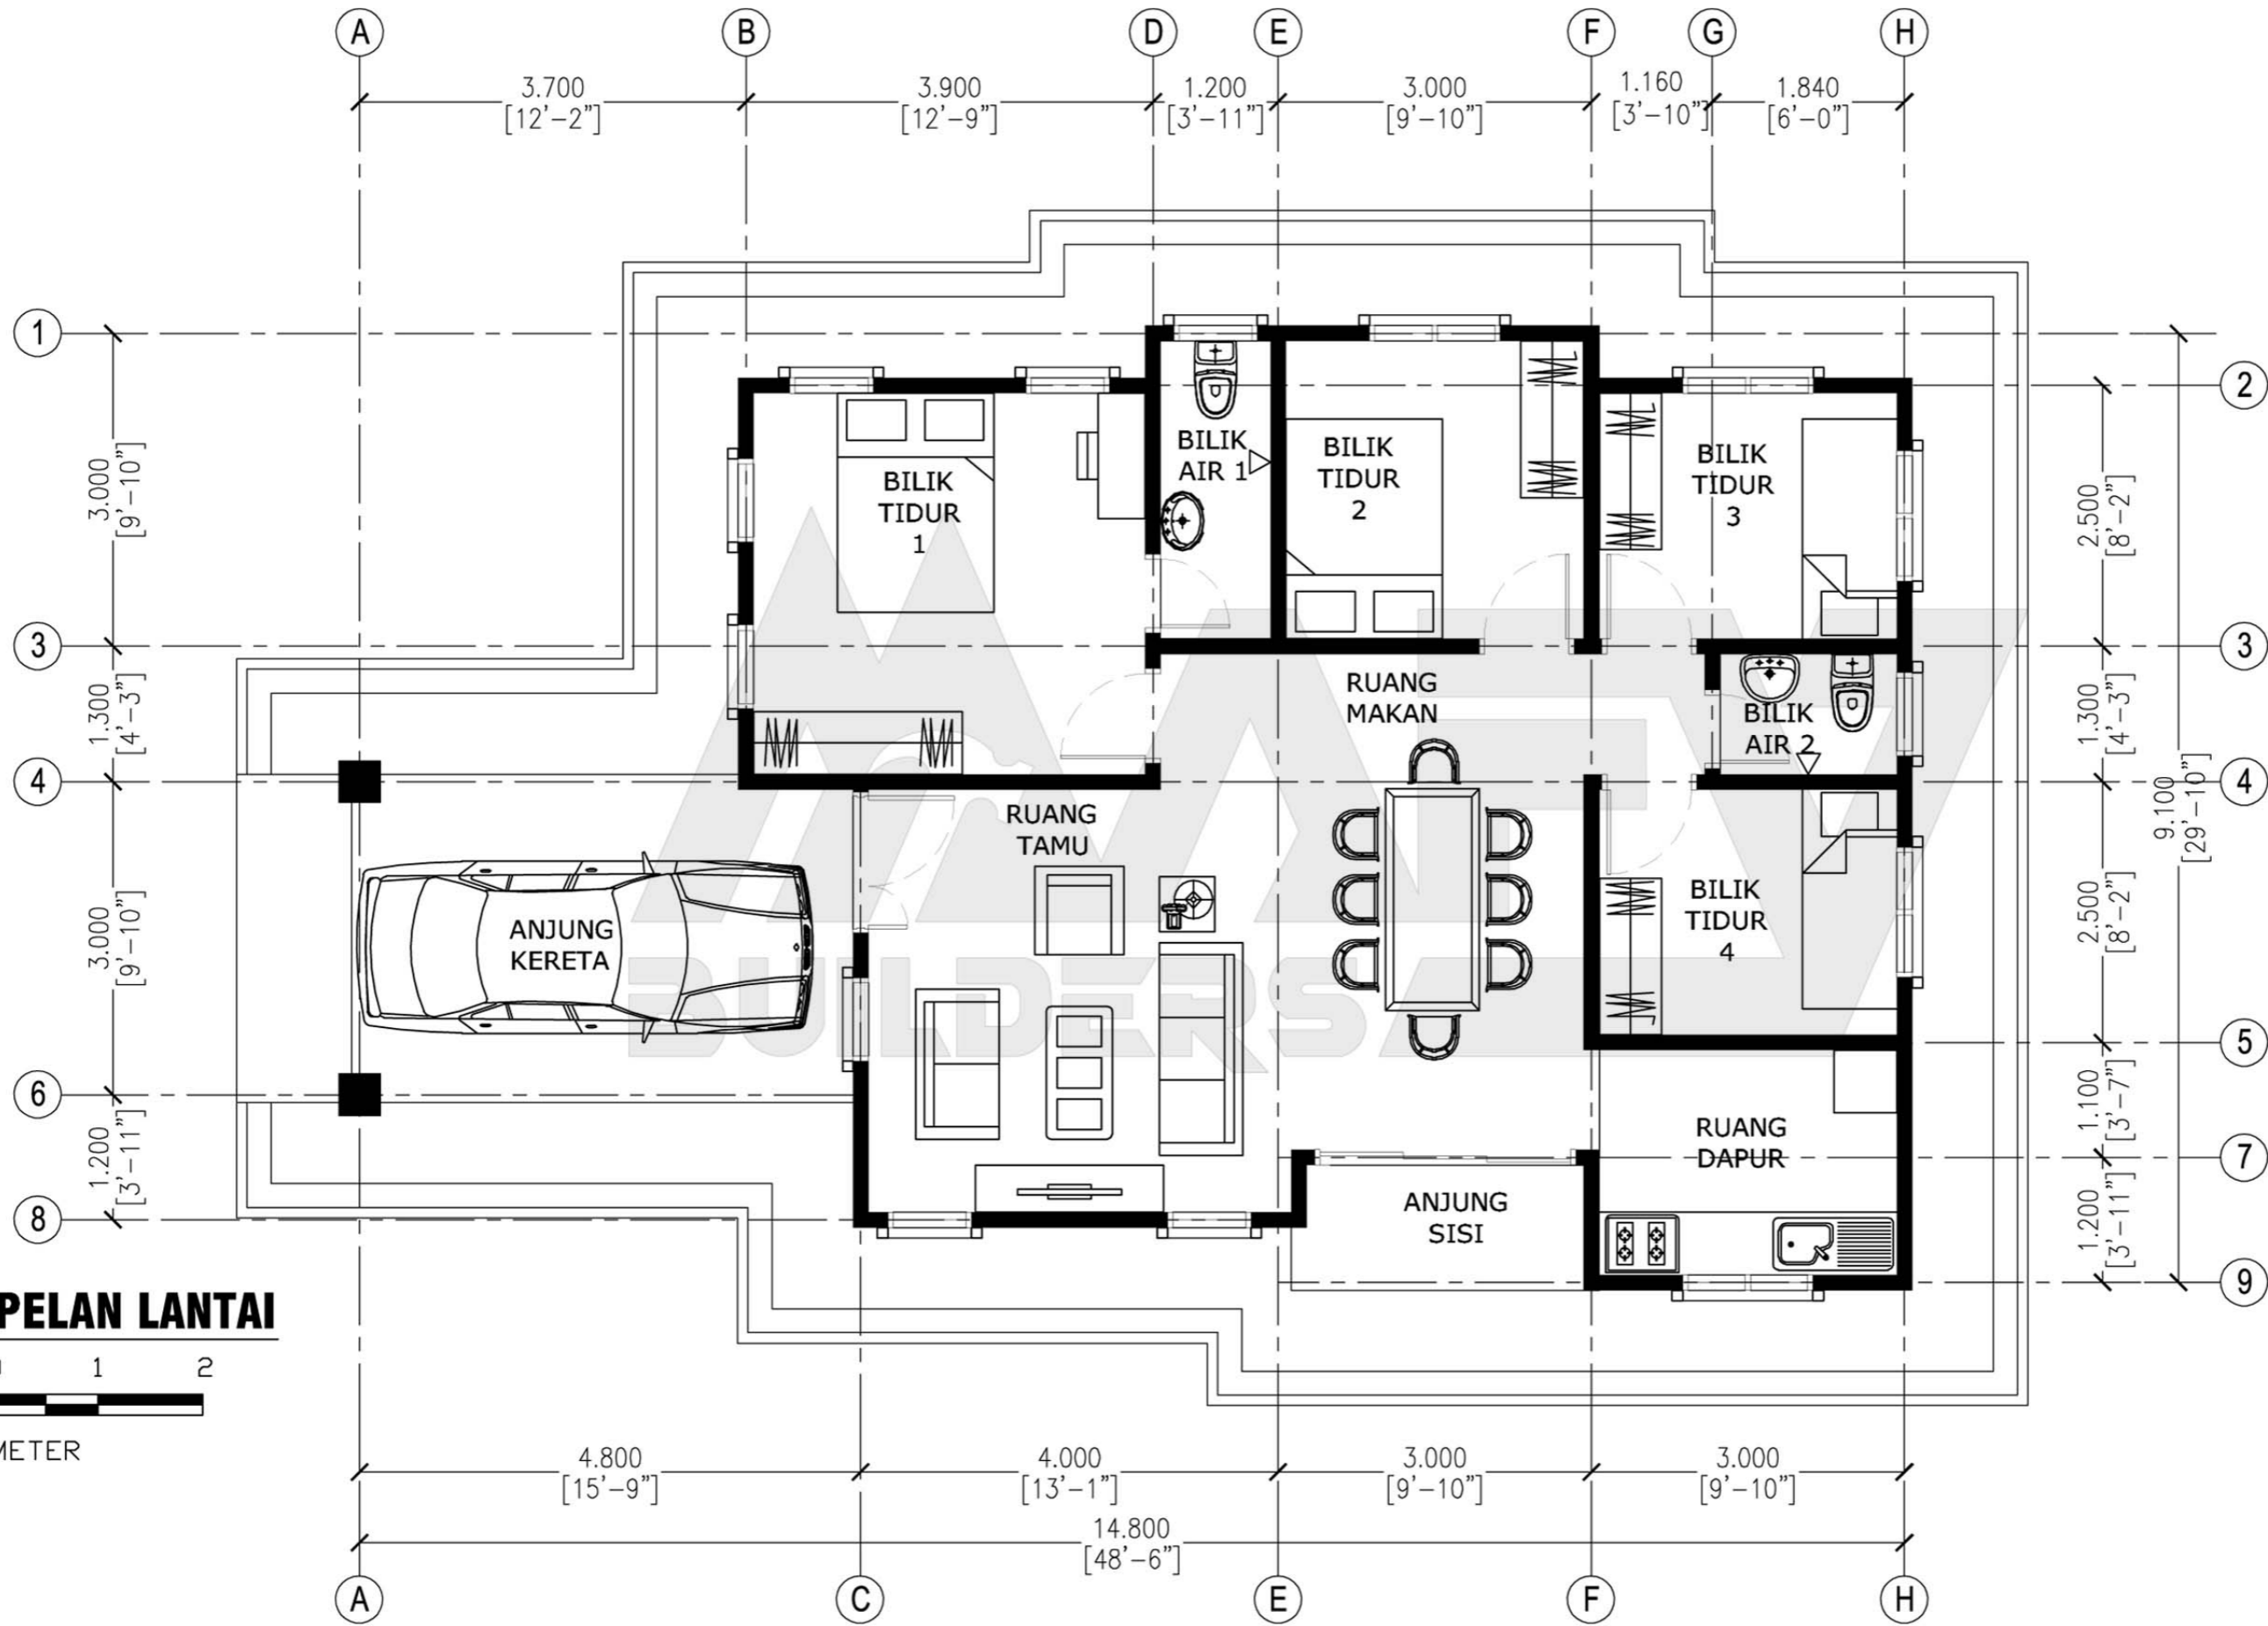 A
B
D
E
F
G
H
3.700
[12'-2"]
3.900
[12'-9"]
1.200
[3'-11"]
3.000
[9'-10"]
1.160
[3'-10"]
1.840
[6'-0"]
1
2
3
3
4
4
5
6
7
8
9
3.000
[9'-10"]
1.300
[4'-3"]
3.000
[9'-10"]
1.200
[3'-11"]
2.500
[8'-2"]
1.300
[4'-3"]
2.500
[8'-2"]
1.100
[3'-7"]
1.200
[3'-11"]
9.100
[29'-10"]
BILIK
TIDUR
1
BILIK
AIR 1
BILIK
TIDUR
2
BILIK
TIDUR
3
RUANG
MAKAN
BILIK
AIR 2
RUANG
TAMU
ANJUNG
KERETA
BILIK
TIDUR
4
RUANG
DAPUR
ANJUNG
SISI
BUILDERS
PELAN LANTAI
1 2
METER
4.800
[15'-9"]
4.000
[13'-1"]
3.000
[9'-10"]
3.000
[9'-10"]
14.800
[48'-6"]
A
C
E
F
H